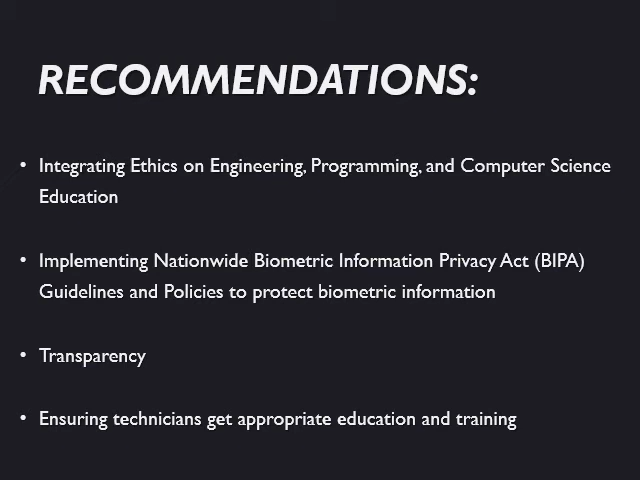 RECOMMENDATIONS:
• Integrating Ethics on Engineering, Programming, and Computer Science
Education
• Implementing Nationwide Biometric Information Privacy Act (BIPA)
Guidelines and Policies to protect biometric information
• Transparency
• Ensuring technicians get appropriate education and training